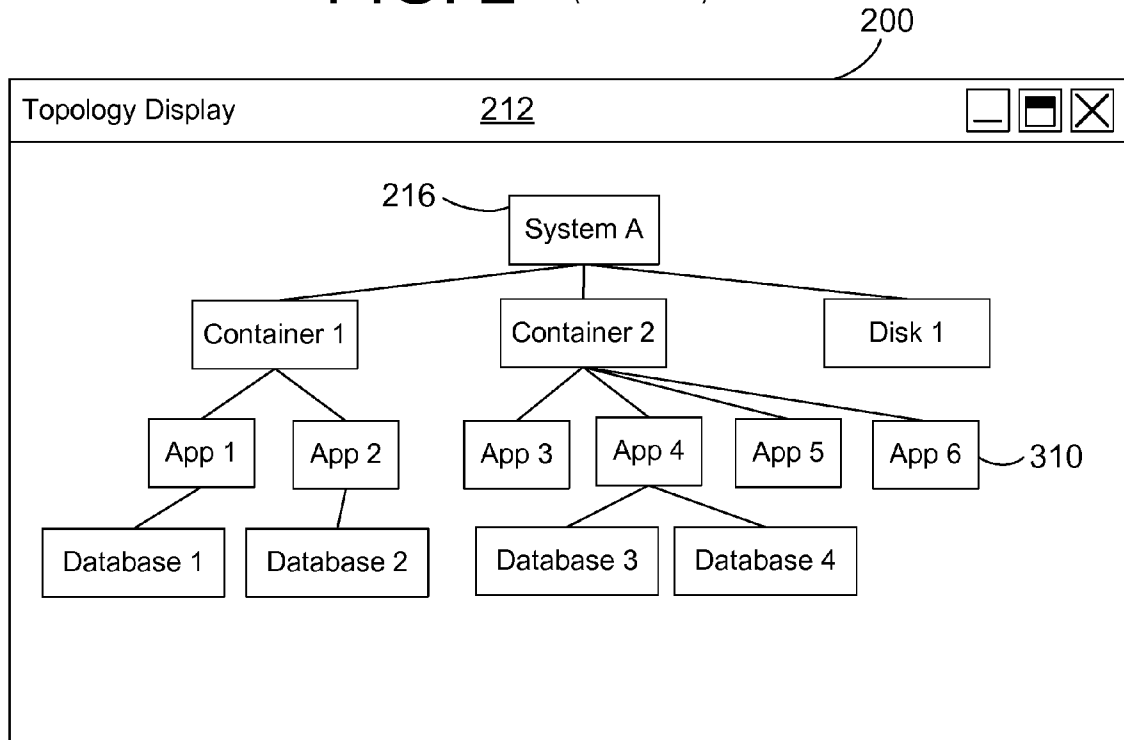 200
Topology Display 212
216
System A
Container 1 Container 2 Disk 1
App 1 App 2 App 3 App 4 App 5 App 6 310
Database 1 Database 2 Database 3 Database 4